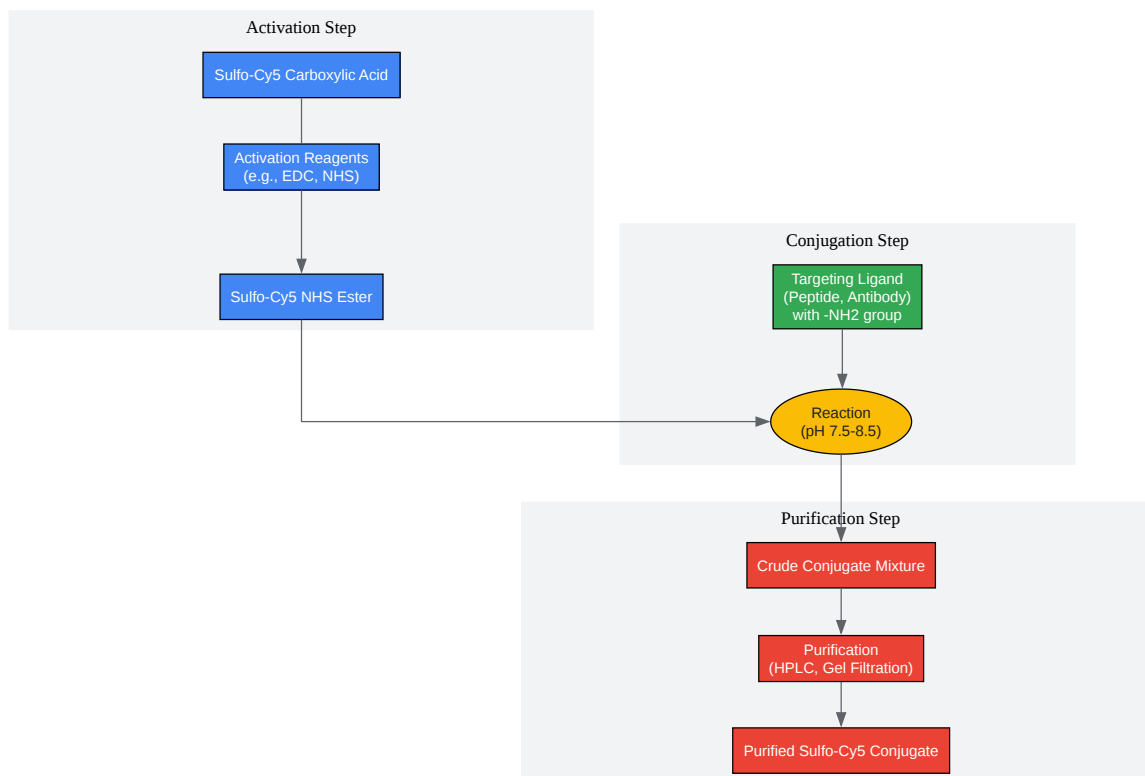 Activation Step
Sulfo-Cy5 Carboxylic Acid
Activation Reagents
(e.g., EDC, NHS)
Sulfo-Cy5 NHS Ester
Conjugation Step
Targeting Ligand
(Peptide, Antibody)
with -NH2 group
Reaction
(pH 7.5-8.5)
Purification Step
Crude Conjugate Mixture
Purification
(HPLC, Gel Filtration)
Purified Sulfo-Cy5 Conjugate